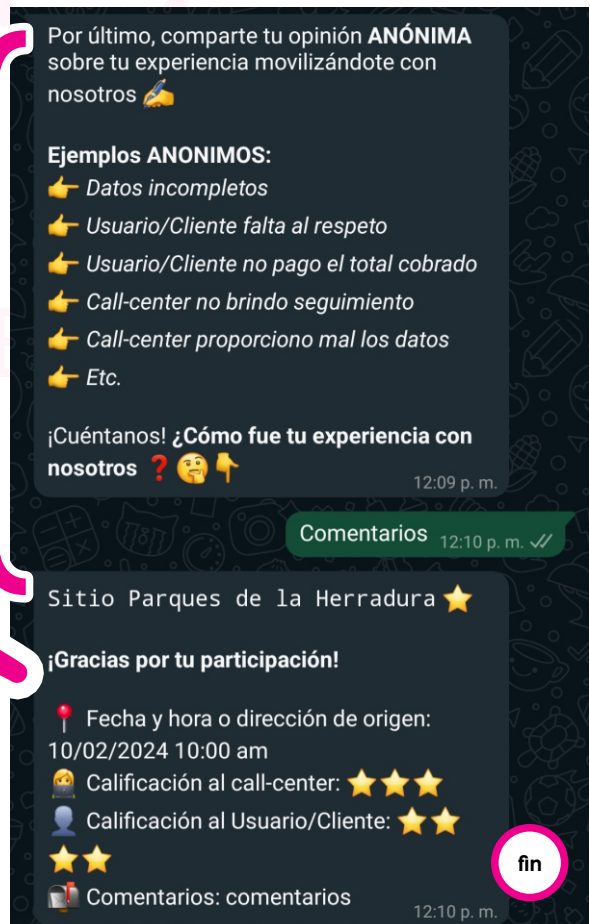 Por último, comparte tu opinión ANÓNIMA
sobre tu experiencia movilizándote con
nosotros ✍️
Ejemplos ANONIMOS:
👉 Datos incompletos
👉 Usuario/Cliente falta al respeto
👉 Usuario/Cliente no pago el total cobrado
👉 Call-center no brindo seguimiento
👉 Call-center proporciono mal los datos
👉 Etc.
¡Cuéntanos! ¿Cómo fue tu experiencia con
nosotros ❓🤔👇
12:09 p. m.
Comentarios 12:10 p. m.
Sitio Parques de la Herradura ⭐
¡Gracias por tu participación!
📍 Fecha y hora o dirección de origen:
10/02/2024 10:00 am
👩‍💻 Calificación al call-center: ⭐⭐⭐
👤 Calificación al Usuario/Cliente: ⭐⭐
⭐⭐
📬 Comentarios: comentarios
12:10 p. m.
fin